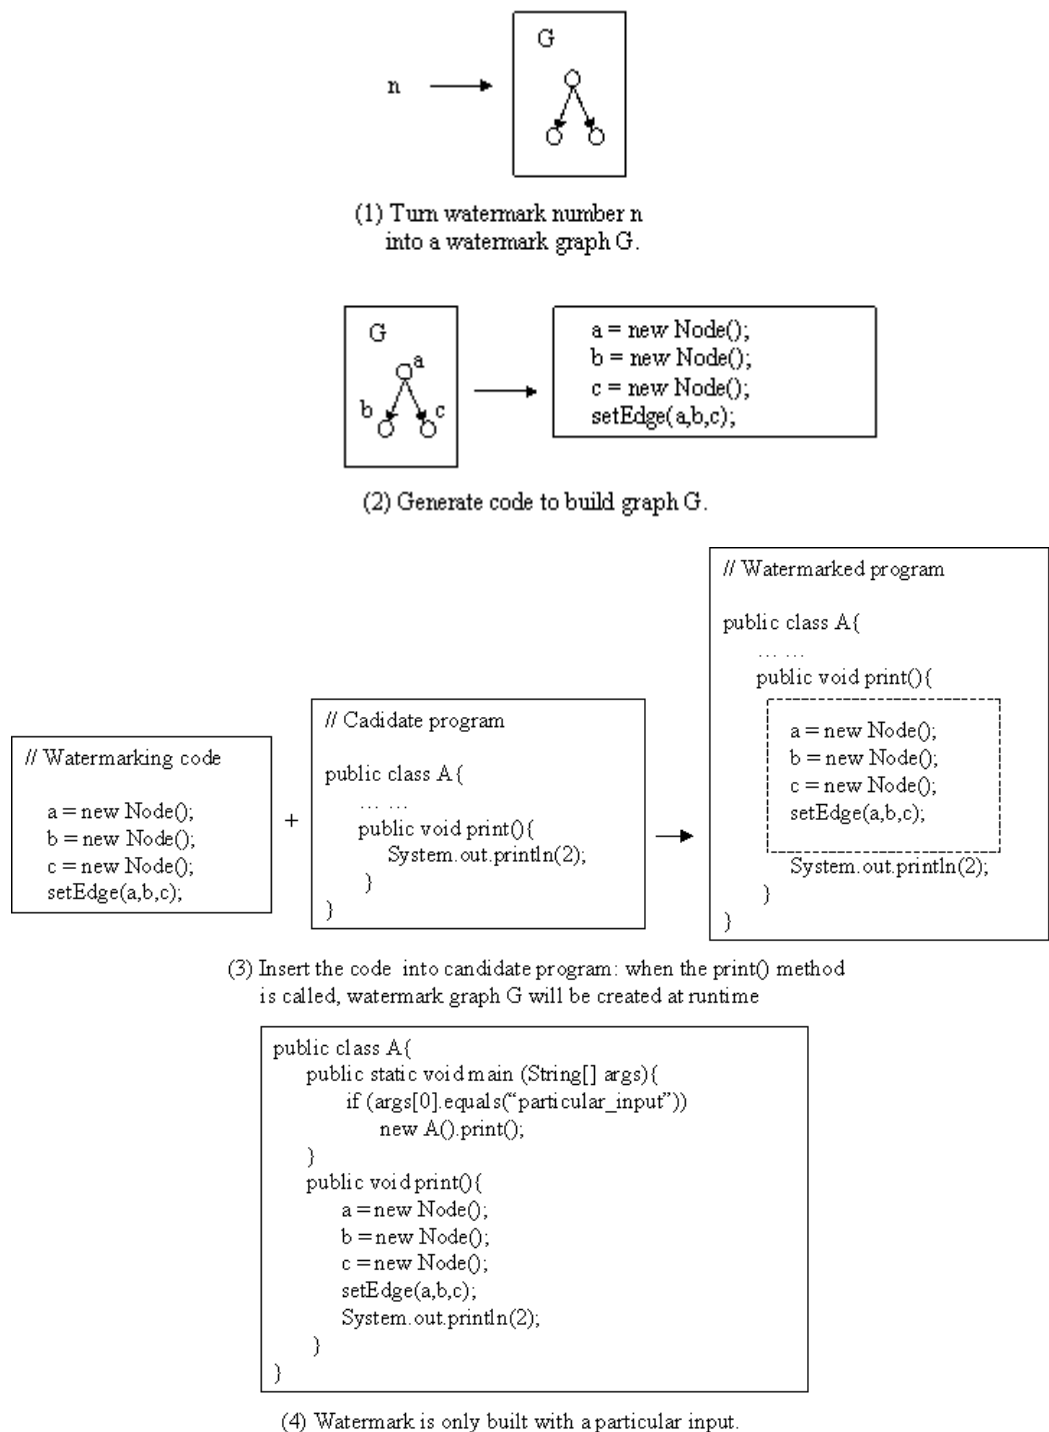 G
n
(1) Turn watermark number n
into a watermark graph G.
G
a
b
c
a = new Node();
b = new Node();
c = new Node();
setEdge(a,b,c);
(2) Generate code to build graph G.
// Watermarking code
a = new Node();
b = new Node();
c = new Node();
setEdge(a,b,c);
+
// Cadidate program
public class A{
... ...
public void print(){
System.out.println(2);
}
}
// Watermarked program
public class A{
... ...
public void print(){
a = new Node();
b = new Node();
c = new Node();
setEdge(a,b,c);
System.out.println(2);
}
}
(3) Insert the code into candidate program: when the print() method
is called, watermark graph G will be created at runtime
public class A{
public static void main (String[] args){
if (args[0].equals(“particular_input”))
new A().print();
}
public void print(){
a = new Node();
b = new Node();
c = new Node();
setEdge(a,b,c);
System.out.println(2);
}
}
(4) Watermark is only built with a particular input.